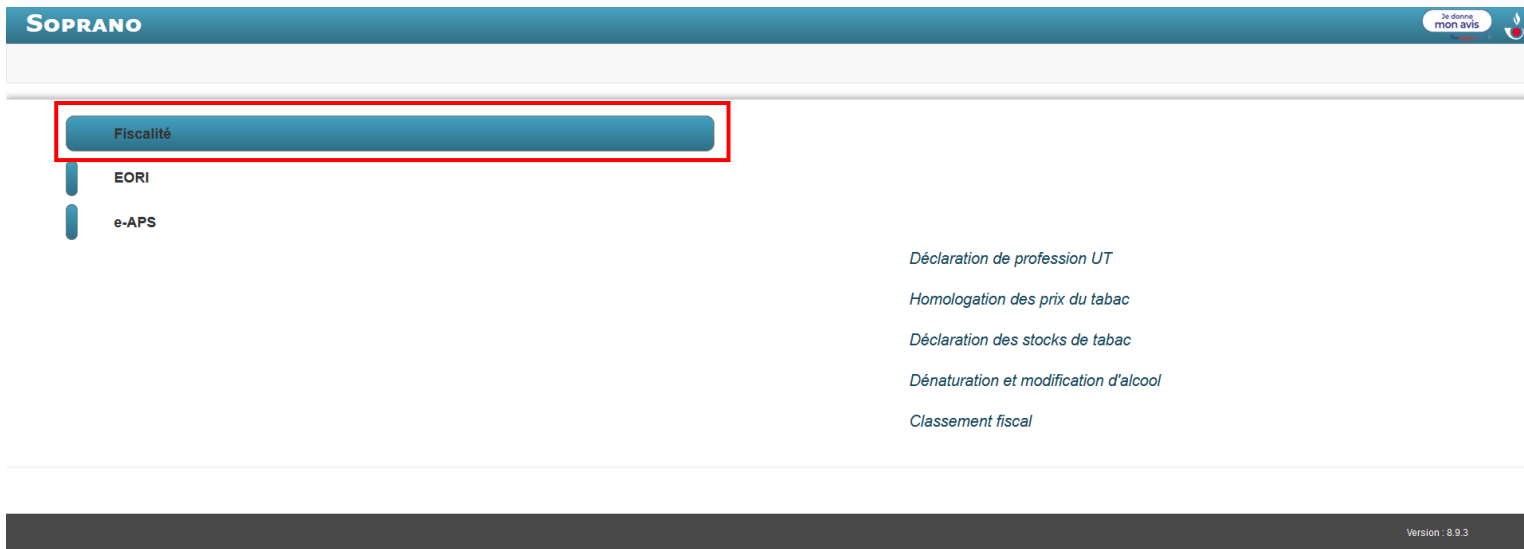 SOPRANO
Je donne
mon avis
Fiscalité
EORI
e-APS
Déclaration de profession UT
Homologation des prix du tabac
Déclaration des stocks de tabac
Dénaturation et modification d'alcool
Classement fiscal
Version : 8.9.3